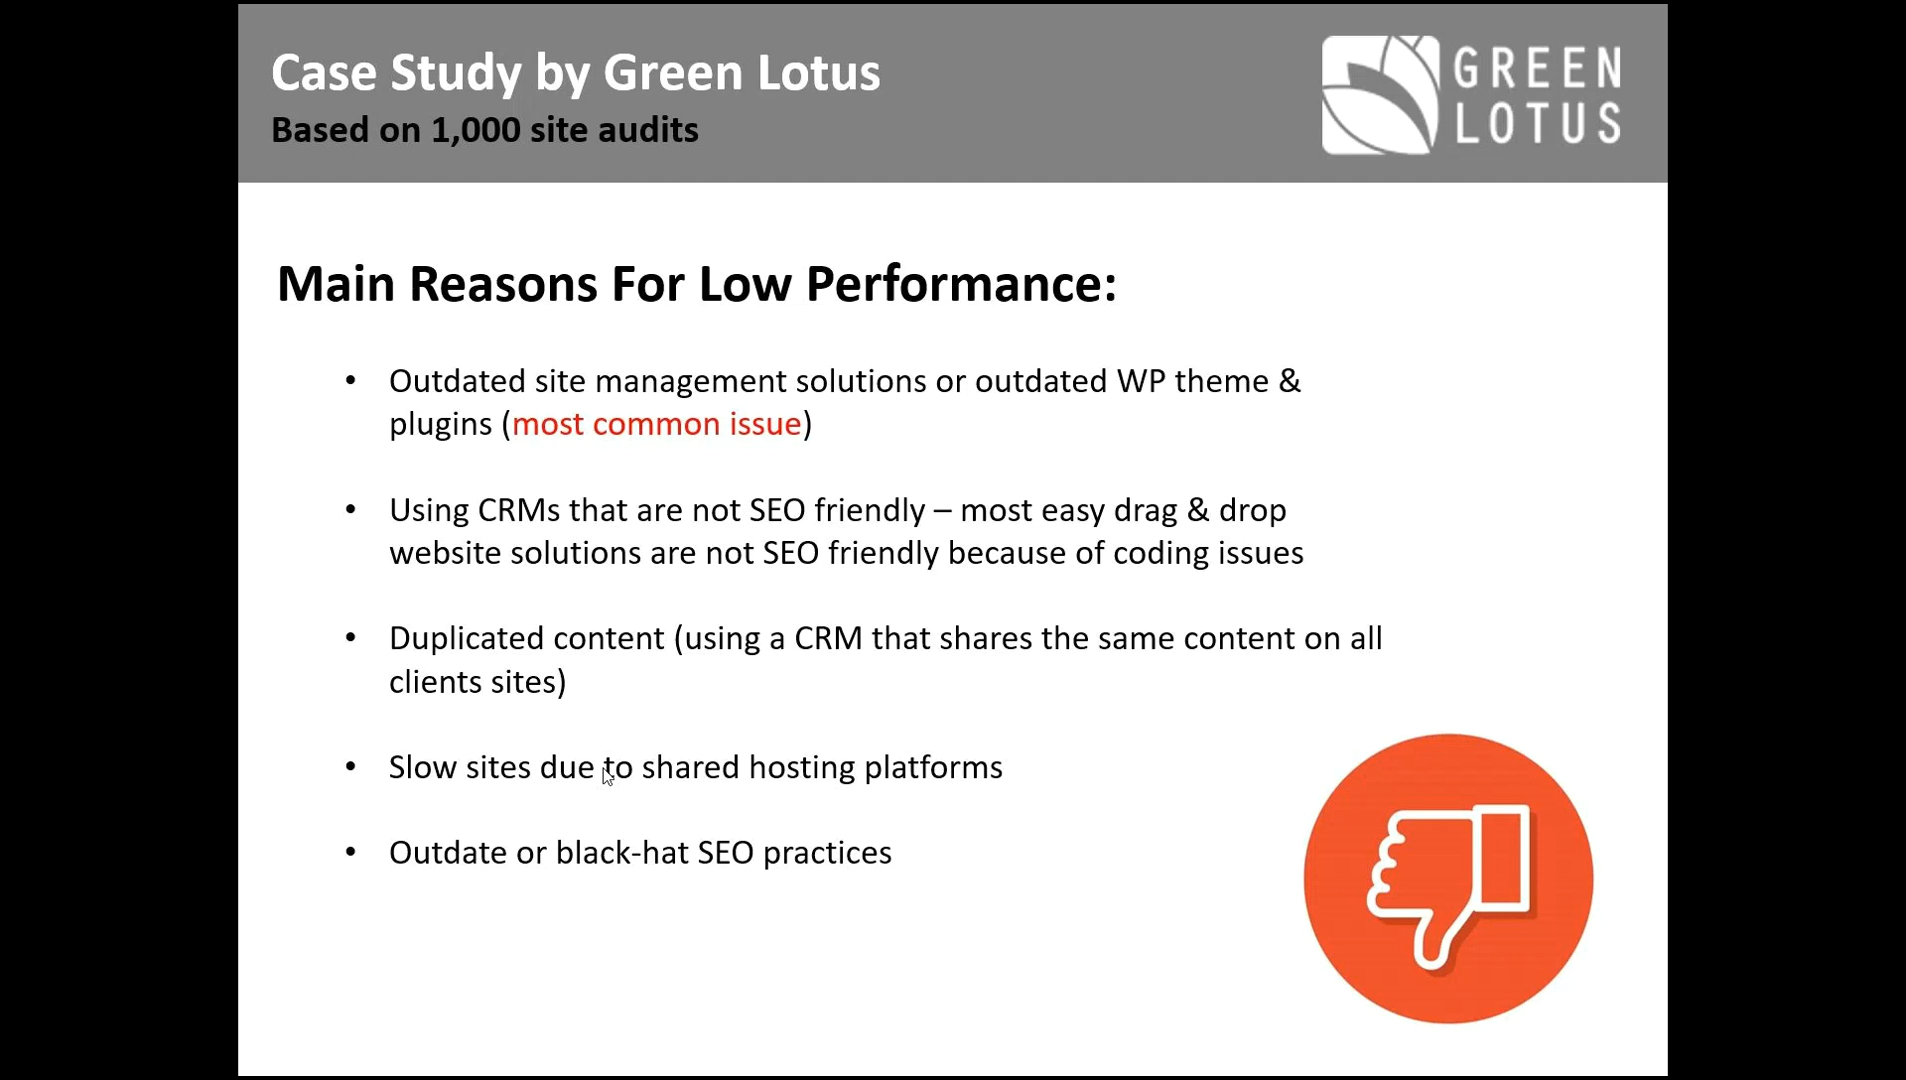 Case Study by Green Lotus
Based on 1,000 site audits
GREEN
LOTUS
Main Reasons For Low Performance:
• Outdated site management solutions or outdated WP theme &
plugins (most common issue)
• Using CRMs that are not SEO friendly – most easy drag & drop
website solutions are not SEO friendly because of coding issues
• Duplicated content (using a CRM that shares the same content on all
clients sites)
• Slow sites due to shared hosting platforms
• Outdate or black-hat SEO practices